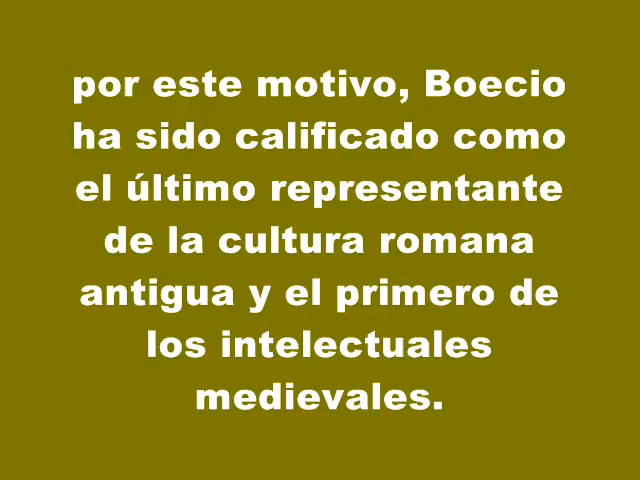 por este motivo, Boecio
ha sido calificado como
el último representante
de la cultura romana
antigua y el primero de
los intelectuales
medievales.